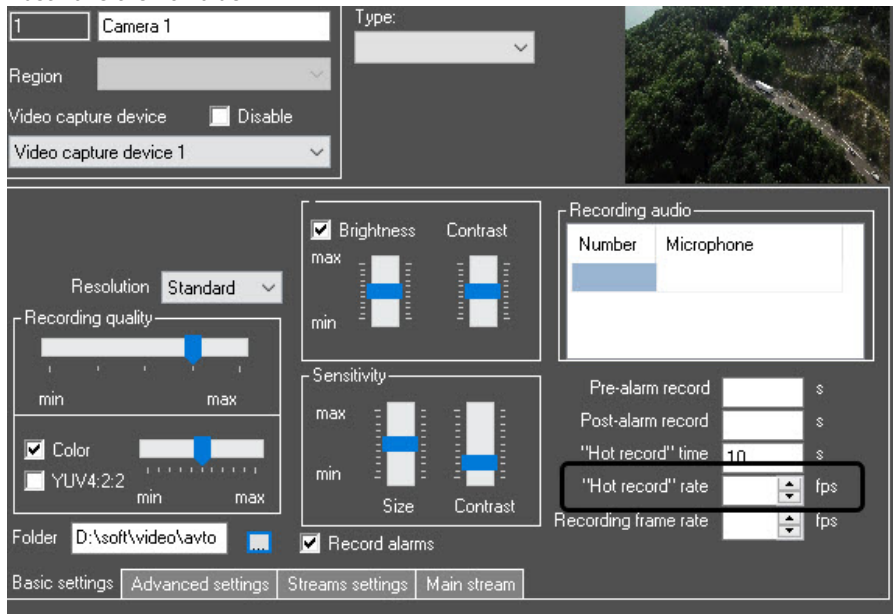 1 Camera 1 Type:
Region
Video capture device Disable
Video capture device 1
Brightness Contrast
max
min
Recording audio
Number Microphone
Resolution Standard
Recording quality
min max
Sensitivity
max
min
Size Contrast
Color
YUV4:2:2
min max
Pre-alarm record s
Post-alarm record s
"Hot record" time 10 s
"Hot record" rate fps
Recording frame rate fps
Folder D:\soft\video\avto ...
Record alarms
Basic settings Advanced settings Streams settings Main stream